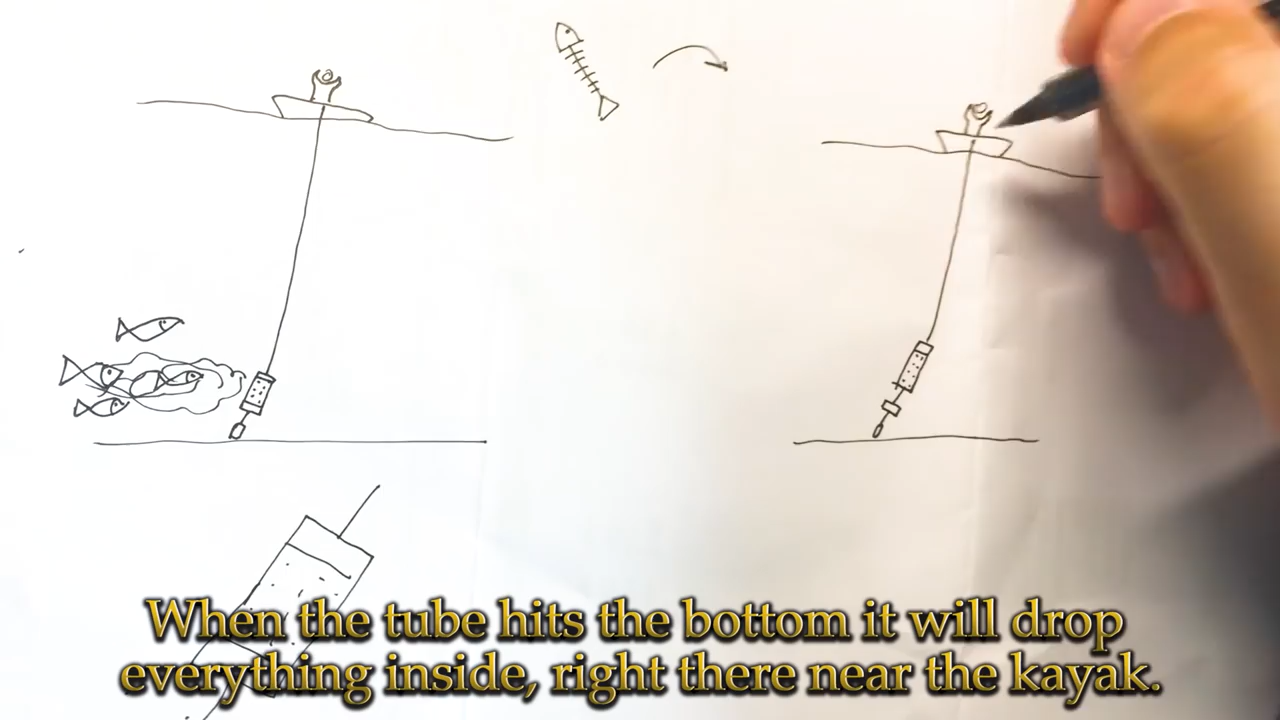 When the tube hits the bottom it will drop
everything inside, right there near the kayak.